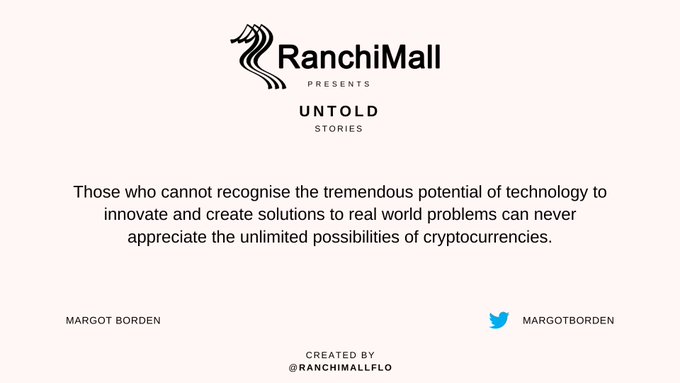 RanchiMall
PRESENTS
UNTOLD
STORIES
Those who cannot recognise the tremendous potential of technology to
innovate and create solutions to real world problems can never
appreciate the unlimited possibilities of cryptocurrencies.
MARGOT BORDEN
MARGOTBORDEN
CREATED BY
@RANCHIMALLFLO